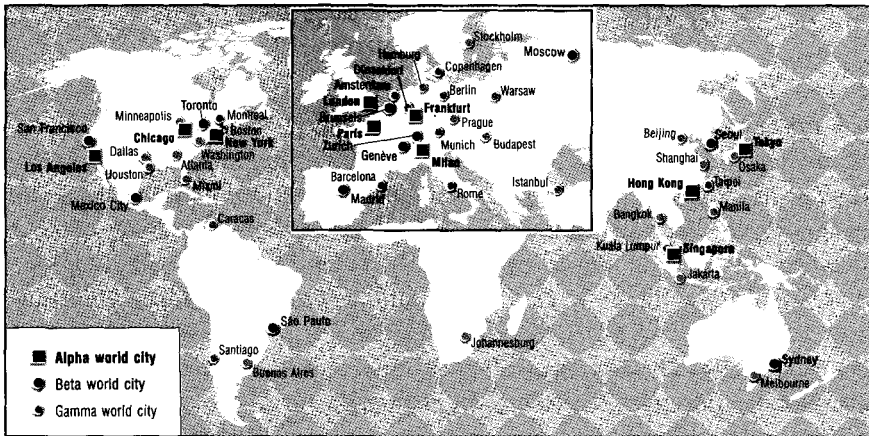 Stockholm
Moscow
Hamburg
Copenhagen
Düsseldorf
Amsterdam
Berlin
Warsaw
London
Frankfurt
Brussels
Prague
Paris
Munich
Budapest
Zurich
Genève
Milan
Barcelona
Madrid
Rome
Istanbul
Toronto
Montreal
Minneapolis
San Francisco
Chicago
Boston
New York
Los Angeles
Dallas
Washington
Atlanta
Houston
Miami
Mexico City
Caracas
Beijing
Seoul
Tokyo
Shanghai
Osaka
Hong Kong
Taipei
Bangkok
Manila
Kuala Lumpur
Singapore
Jakarta
São Paulo
Santiago
Buenos Aires
Johannesburg
Sydney
Melbourne
Alpha world city
Beta world city
Gamma world city